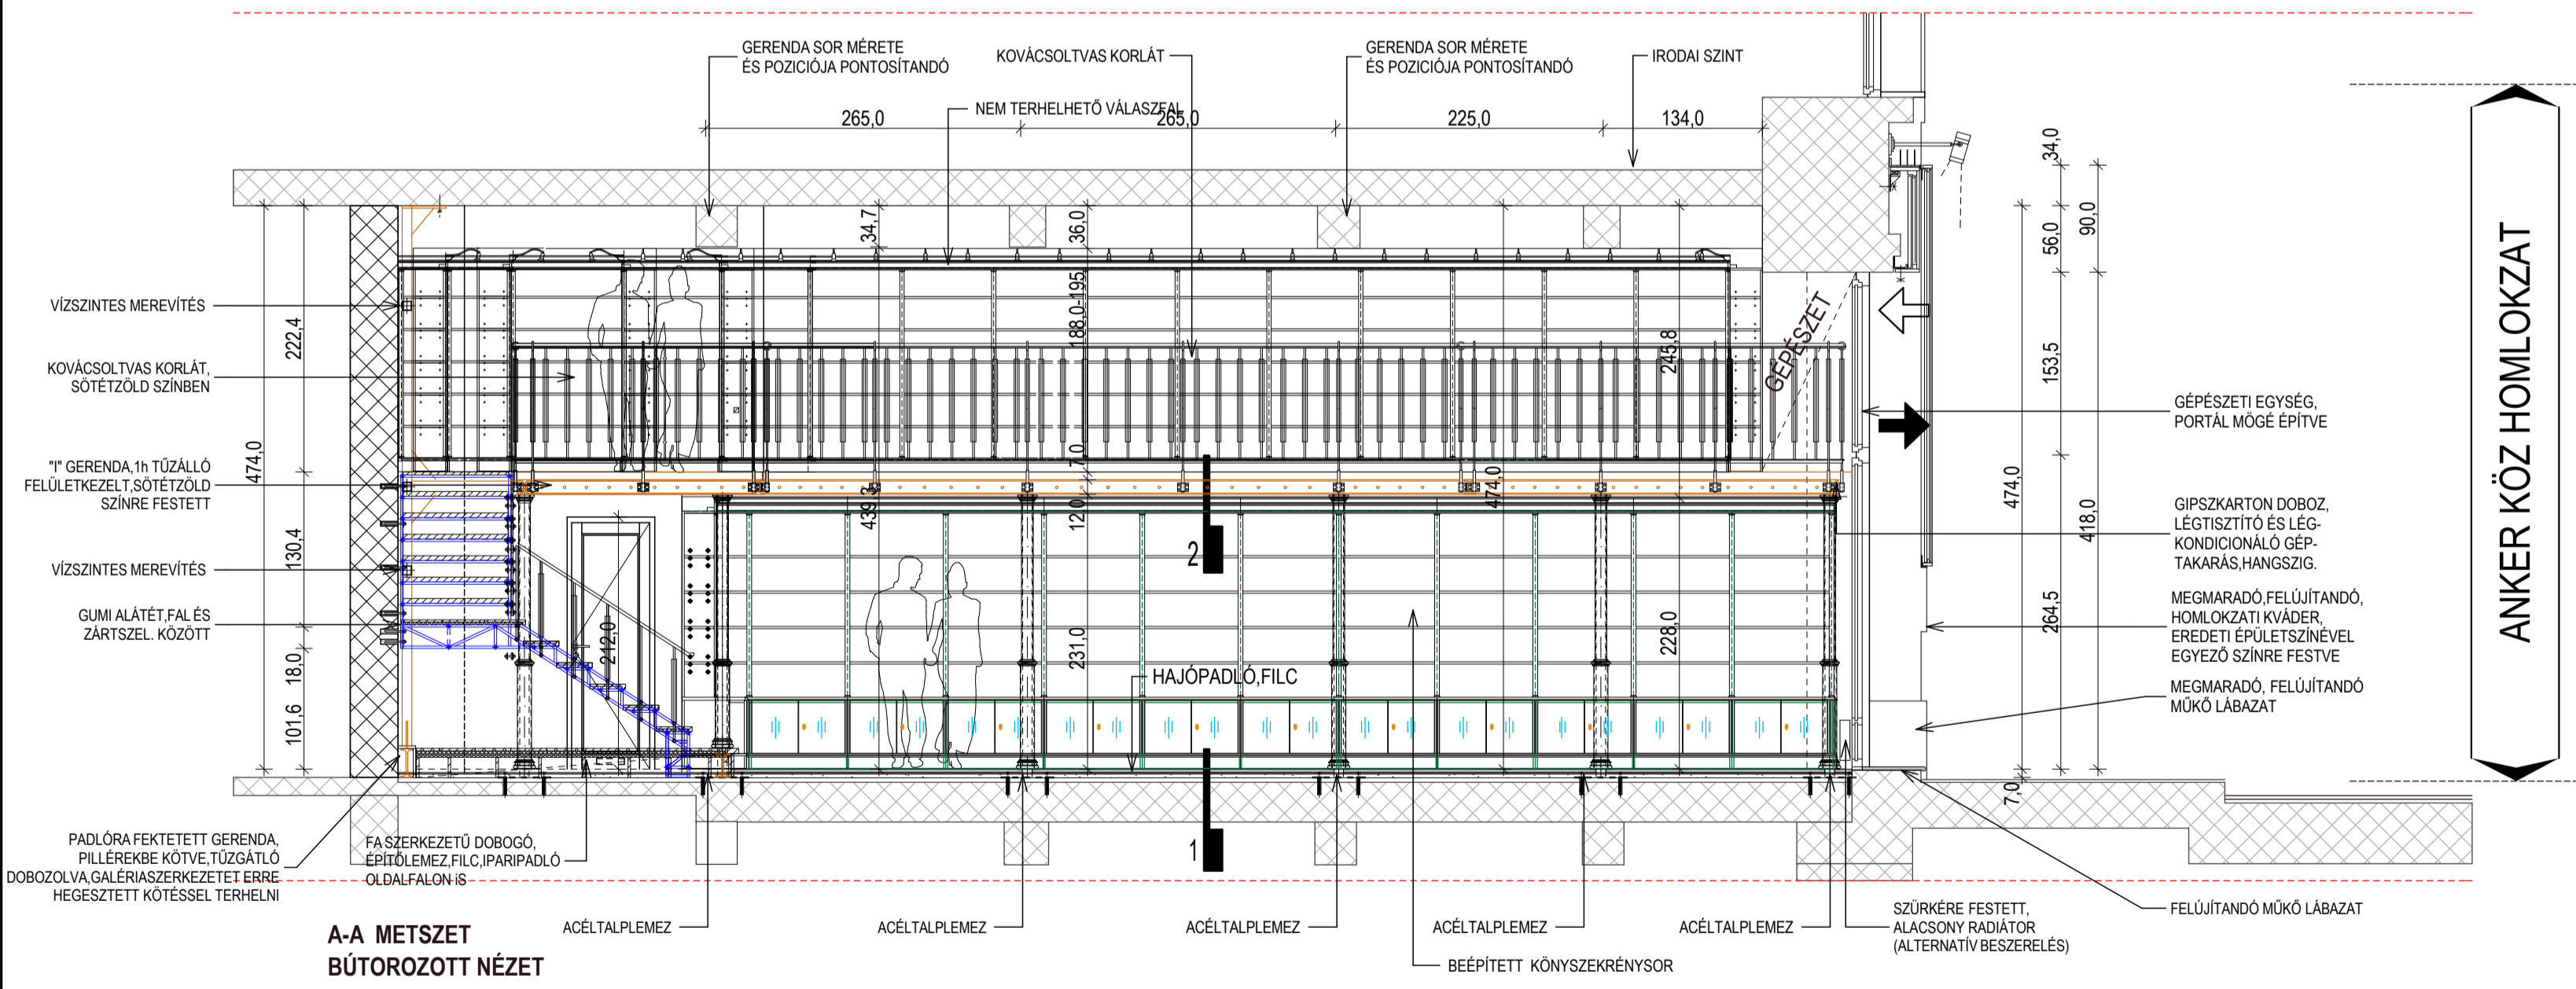 GERENDA SOR MÉRETE
ÉS POZICIÓJA PONTOSÍTANDÓ
KOVÁCSOLTVAS KORLÁT
GERENDA SOR MÉRETE
ÉS POZICIÓJA PONTOSÍTANDÓ
IRODAI SZINT
NEM TERHELHETŐ VÁLASZFAL
265,0
265,0
225,0
134,0
34,7
36,0
34,0
56,0
90,0
VÍZSZINTES MEREVÍTÉS
222,4
188,0-195
245,8
GÉPÉSZET
153,5
KOVÁCSOLTVAS KORLÁT,
SÖTÉTZÖLD SZÍNBEN
GÉPÉSZETI EGYSÉG,
PORTÁL MÖGÉ ÉPÍTVE
ANKER KÖZ HOMLOKZAT
"I" GERENDA,1h TŰZÁLLÓ
FELÜLETKEZELT,SÖTÉTZÖLD
SZÍNRE FESTETT
474,0
7,0
439,3
12,0
474,0
474,0
418,0
GIPSZKARTON DOBOZ,
LÉGTISZTÍTÓ ÉS LÉG-
KONDICIONÁLÓ GÉP-
TAKARÁS,HANGSZIG.
2
130,4
VÍZSZINTES MEREVÍTÉS
GUMI ALÁTÉT,FAL ÉS
ZÁRTSZEL. KÖZÖTT
212,0
231,0
228,0
264,5
MEGMARADÓ,FELÚJÍTANDÓ,
HOMLOKZATI KVÁDER,
EREDETI ÉPÜLETSZÍNÉVEL
EGYEZŐ SZÍNRE FESTVE
18,0
HAJÓPADLÓ,FILC
MEGMARADÓ, FELÚJÍTANDÓ
MŰKŐ LÁBAZAT
101,6
7,0
PADLÓRA FEKTETETT GERENDA,
PILLÉREKBE KÖTVE,TŰZGÁTLÓ
DOBOZOLVA,GALÉRIASZERKEZETET ERRE
HEGESZTETT KÖTÉSSEL TERHELNI
FA SZERKEZETŰ DOBOGÓ,
ÉPÍTŐLEMEZ,FILC,IPARIPADLÓ
OLDALFALON iS
1
ACÉLTALPLEMEZ
ACÉLTALPLEMEZ
ACÉLTALPLEMEZ
ACÉLTALPLEMEZ
ACÉLTALPLEMEZ
SZÜRKÉRE FESTETT,
ALACSONY RADIÁTOR
(ALTERNATÍV BESZERELÉS)
FELÚJÍTANDÓ MŰKŐ LÁBAZAT
BEÉPÍTETT KÖNYSZEKRÉNYSOR
A-A METSZET
BÚTOROZOTT NÉZET